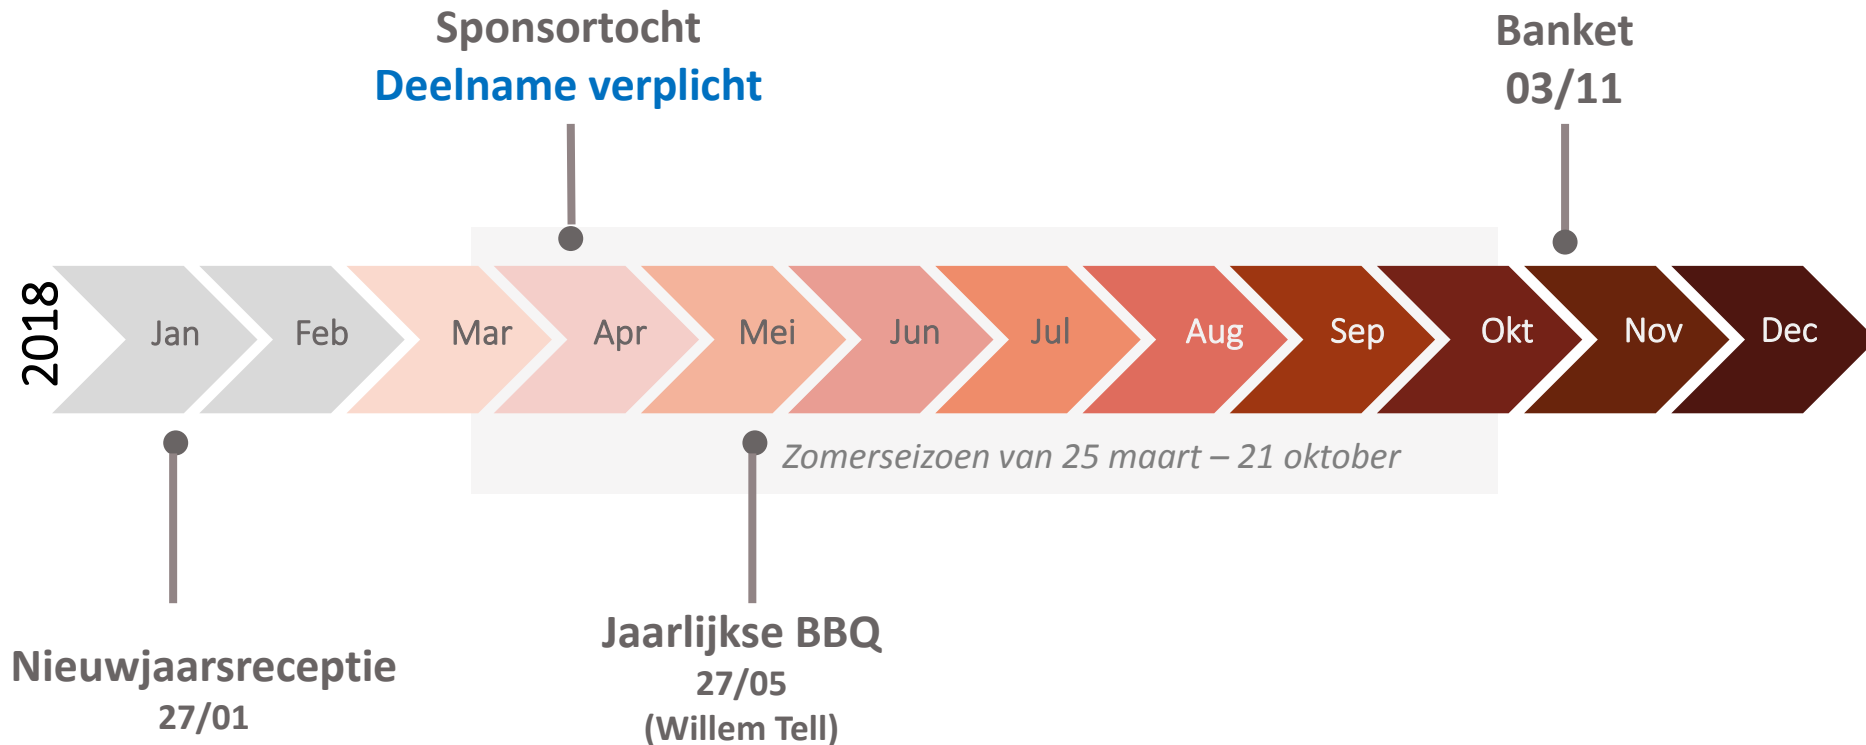 Sponsortocht
Deelname verplicht
Banket
03/11
2018
Jan
Feb
Mar
Apr
Mei
Jun
Jul
Aug
Sep
Okt
Nov
Dec
Zomerseizoen van 25 maart – 21 oktober
Nieuwjaarsreceptie
27/01
Jaarlijkse BBQ
27/05
(Willem Tell)